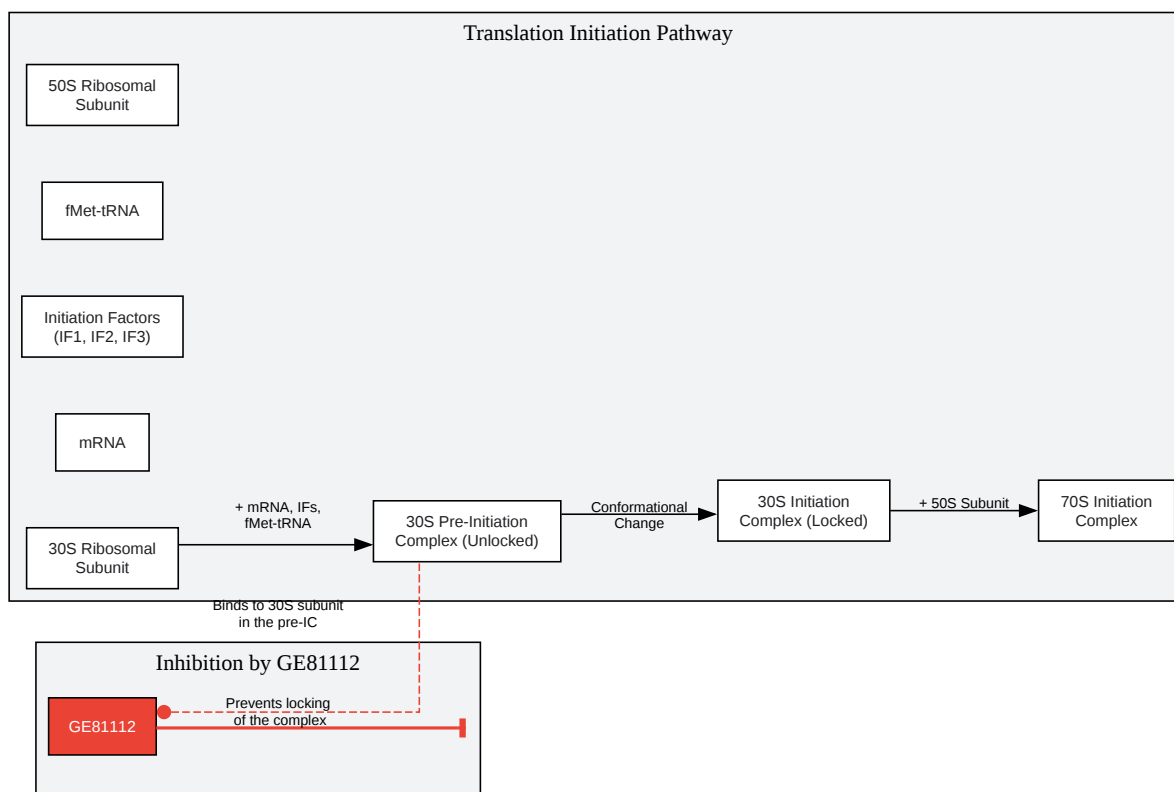 Translation Initiation Pathway
50S Ribosomal
Subunit
fMet-tRNA
Initiation Factors
(IF1, IF2, IF3)
mRNA
30S Ribosomal
Subunit
+ mRNA, IFs,
fMet-tRNA
30S Pre-Initiation
Complex (Unlocked)
Conformational
Change
30S Initiation
Complex (Locked)
+ 50S Subunit
70S Initiation
Complex
Binds to 30S subunit
in the pre-IC
Inhibition by GE81112
GE81112
Prevents locking
of the complex